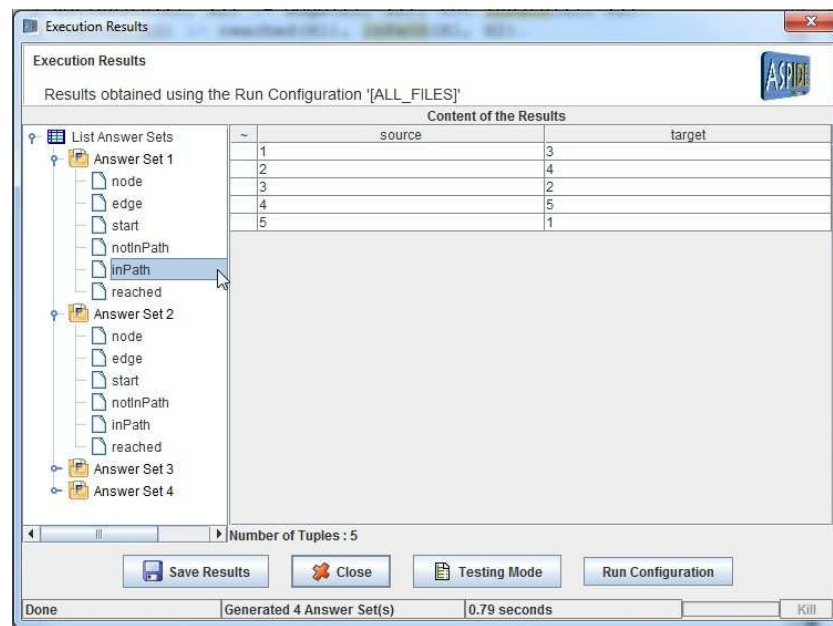 Execution Results
Execution Results
ASPIDE
Results obtained using the Run Configuration '[ALL_FILES]'
Content of the Results
~ source target
1 3
2 4
3 2
4 5
5 1
List Answer Sets
Answer Set 1
node
edge
start
notInPath
inPath
reached
Answer Set 2
node
edge
start
notInPath
inPath
reached
Answer Set 3
Answer Set 4
Number of Tuples : 5
Save Results Close Testing Mode Run Configuration
Done Generated 4 Answer Set(s) 0.79 seconds Kill